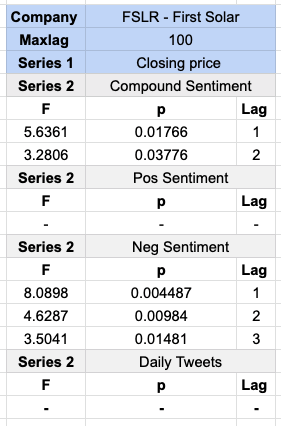 Company FSLR - First Solar
Maxlag 100
Series 1 Closing price
Series 2 Compound Sentiment
F p Lag
5.6361 0.01766 1
3.2806 0.03776 2
Series 2 Pos Sentiment
F p Lag
- - -
Series 2 Neg Sentiment
F p Lag
8.0898 0.004487 1
4.6287 0.00984 2
3.5041 0.01481 3
Series 2 Daily Tweets
F p Lag
- - -